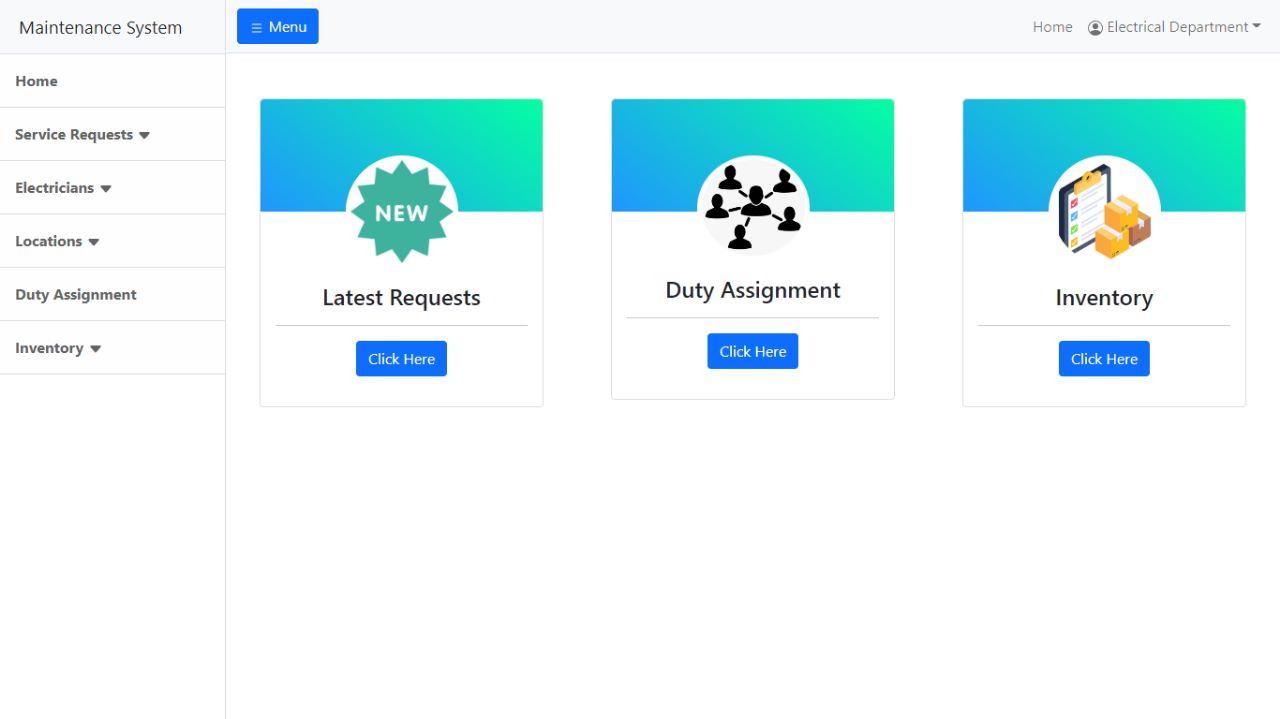 Maintenance System
Menu
Home
Electrical Department
Home
Service Requests
Electricians
Locations
Duty Assignment
Inventory
NEW
Latest Requests
Click Here
Duty Assignment
Click Here
Inventory
Click Here